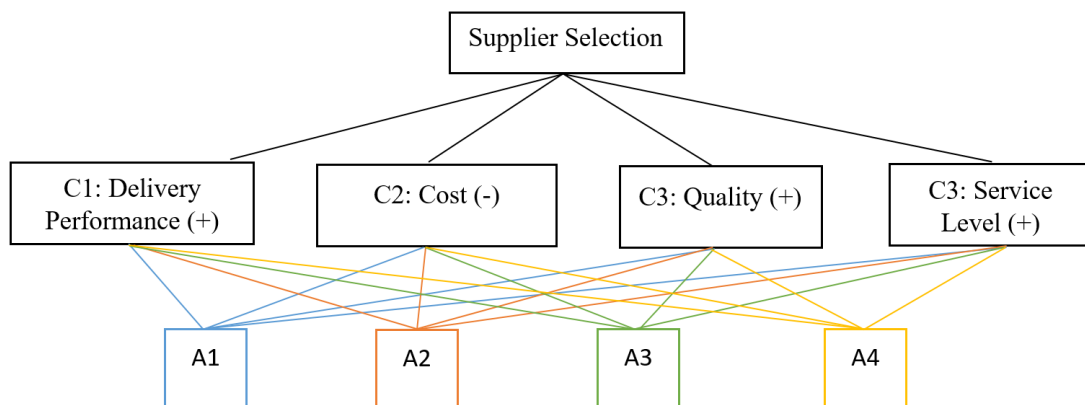 Supplier Selection
C1: Delivery
Performance (+)
C2: Cost (-)
C3: Quality (+)
C3: Service
Level (+)
A1
A2
A3
A4